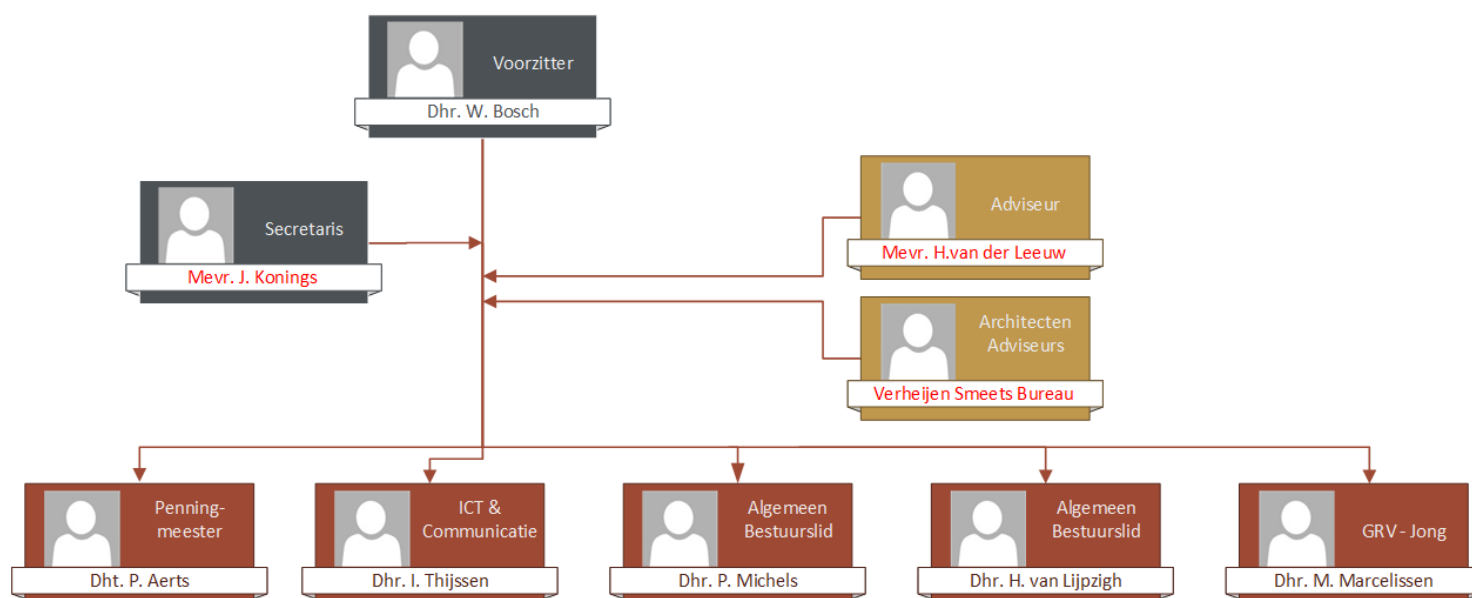 Voorzitter
Dhr. W. Bosch
Secretaris
Mevr. J. Konings
Adviseur
Mevr. H.van der Leeuw
Architecten
Adviseurs
Verheijen Smeets Bureau
Penning-
meester
Dht. P. Aerts
ICT &
Communicatie
Dhr. I. Thijssen
Algemeen
Bestuurslid
Dhr. P. Michels
Algemeen
Bestuurslid
Dhr. H. van Lijpzigh
GRV - Jong
Dhr. M. Marcelissen